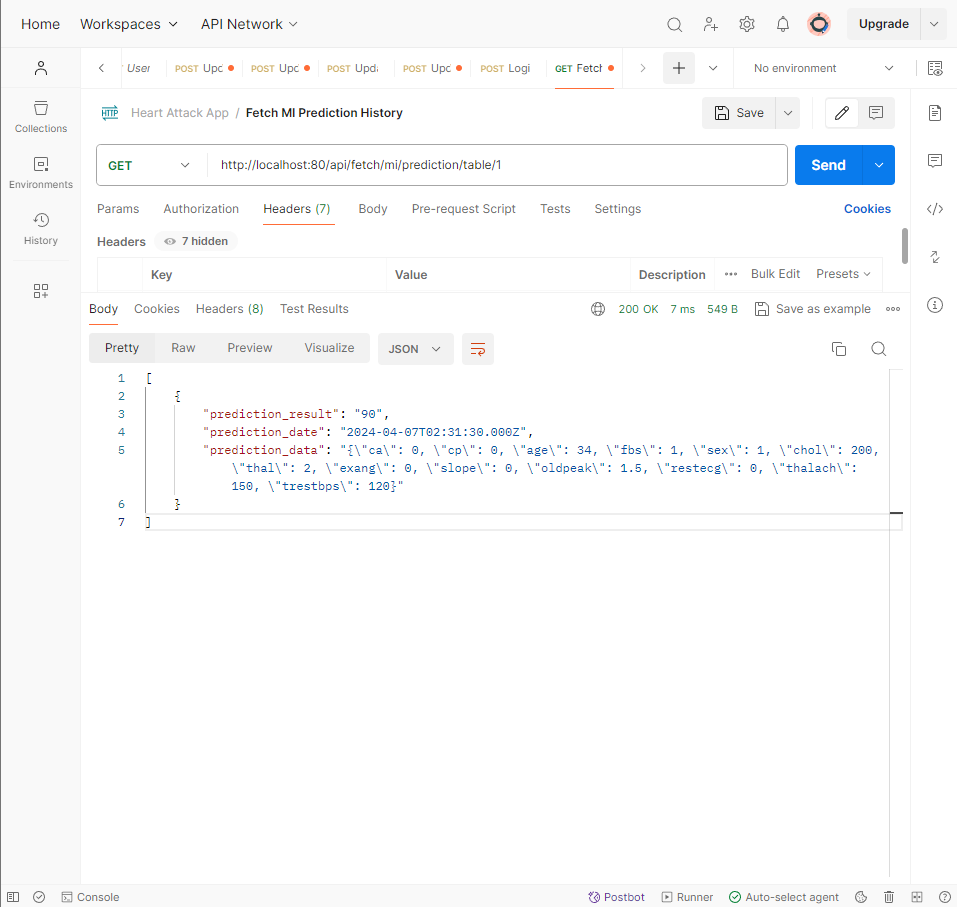 Home Workspaces API Network Upgrade
User POST Upc POST Upc POST Upd POST Upc POST Logi GET Fetch No environment
HTTP Heart Attack App / Fetch MI Prediction History Save
Collections
GET http://localhost:80/api/fetch/mi/prediction/table/1 Send
Environments
Params Authorization Headers (7) Body Pre-request Script Tests Settings Cookies
History
Headers 7 hidden
Key Value Description ••• Bulk Edit Presets
Body Cookies Headers (8) Test Results 200 OK 7 ms 549 B Save as example
Pretty Raw Preview Visualize JSON
1 [
2 {
3 "prediction_result": "90",
4 "prediction_date": "2024-04-07T02:31:30.000Z",
5 "prediction_data": "{\"ca\": 0, \"cp\": 0, \"age\": 34, \"fbs\": 1, \"sex\": 1, \"chol\": 200,
\"thal\": 2, \"exang\": 0, \"slope\": 0, \"oldpeak\": 1.5, \"restecg\": 0, \"thalach\":
150, \"trestbps\": 120}"
6 }
7 ]
Console Postbot Runner Auto-select agent